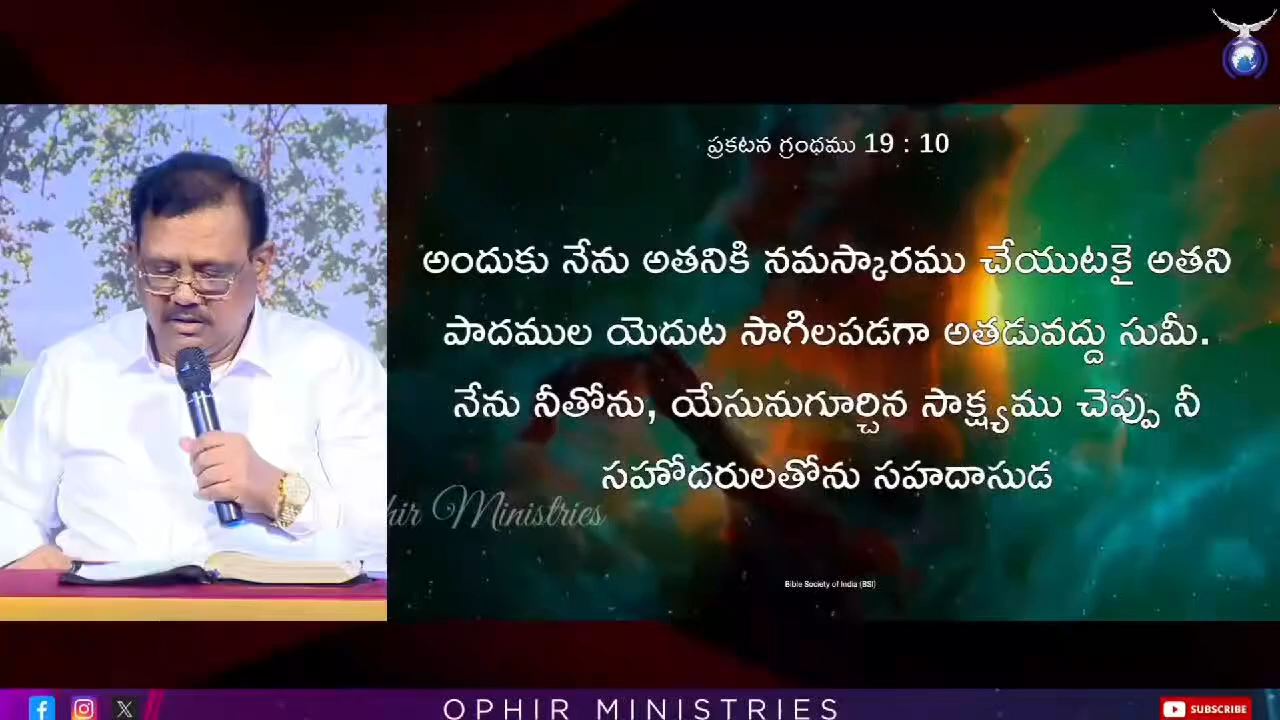 ప్రకటన గ్రంథము 19 : 10
అందుకు నేను అతనికి నమస్కారము చేయుటకై అతని
పాదముల యెదుట సాగిలపడగా అతడువద్దు సుమీ.
నేను నీతోను, యేసునుగూర్చిన సాక్ష్యము చెప్పు నీ
సహోదరులతోను సహదాసుడ
hir Ministries
Bible Society of India (BSI)
OPHIR MINISTRIES
SUBSCRIBE